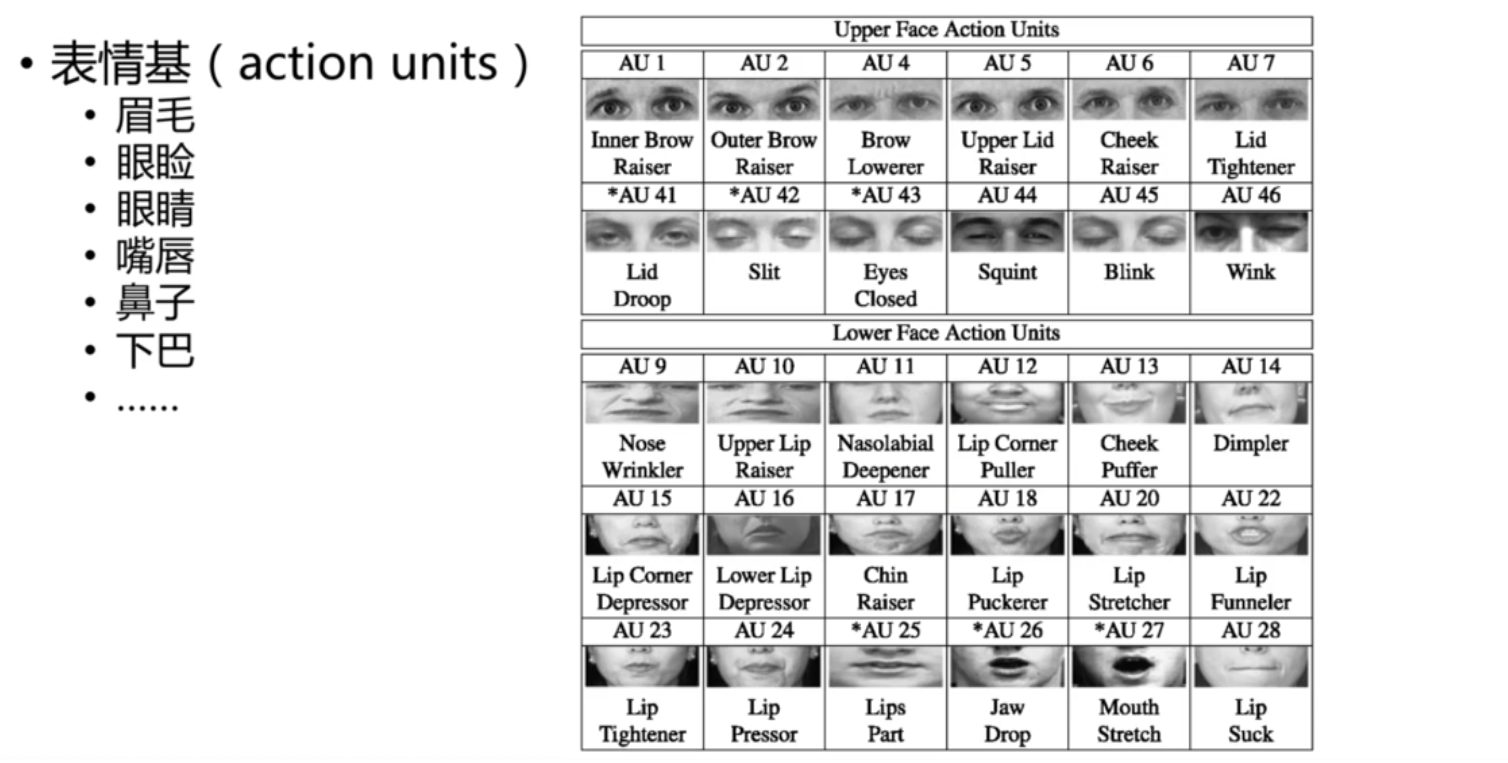 • 表情基（action units）
• 眉毛
• 眼睑
• 眼睛
• 嘴唇
• 鼻子
• 下巴
• ……
Upper Face Action Units
AU 1 AU 2 AU 4 AU 5 AU 6 AU 7
Inner Brow Outer Brow Brow Upper Lid Cheek Lid
Raiser Raiser Lowerer Raiser Raiser Tightener
*AU 41 *AU 42 *AU 43 AU 44 AU 45 AU 46
Lid Slit Eyes Squint Blink Wink
Droop Closed
Lower Face Action Units
AU 9 AU 10 AU 11 AU 12 AU 13 AU 14
Nose Upper Lip Nasolabial Lip Corner Cheek Dimpler
Wrinkler Raiser Deepener Puller Puffer
AU 15 AU 16 AU 17 AU 18 AU 20 AU 22
Lip Corner Lower Lip Chin Lip Lip Lip
Depressor Depressor Raiser Puckerer Stretcher Funneler
AU 23 AU 24 *AU 25 *AU 26 *AU 27 AU 28
Lip Lip Lips Jaw Mouth Lip
Tightener Pressor Part Drop Stretch Suck